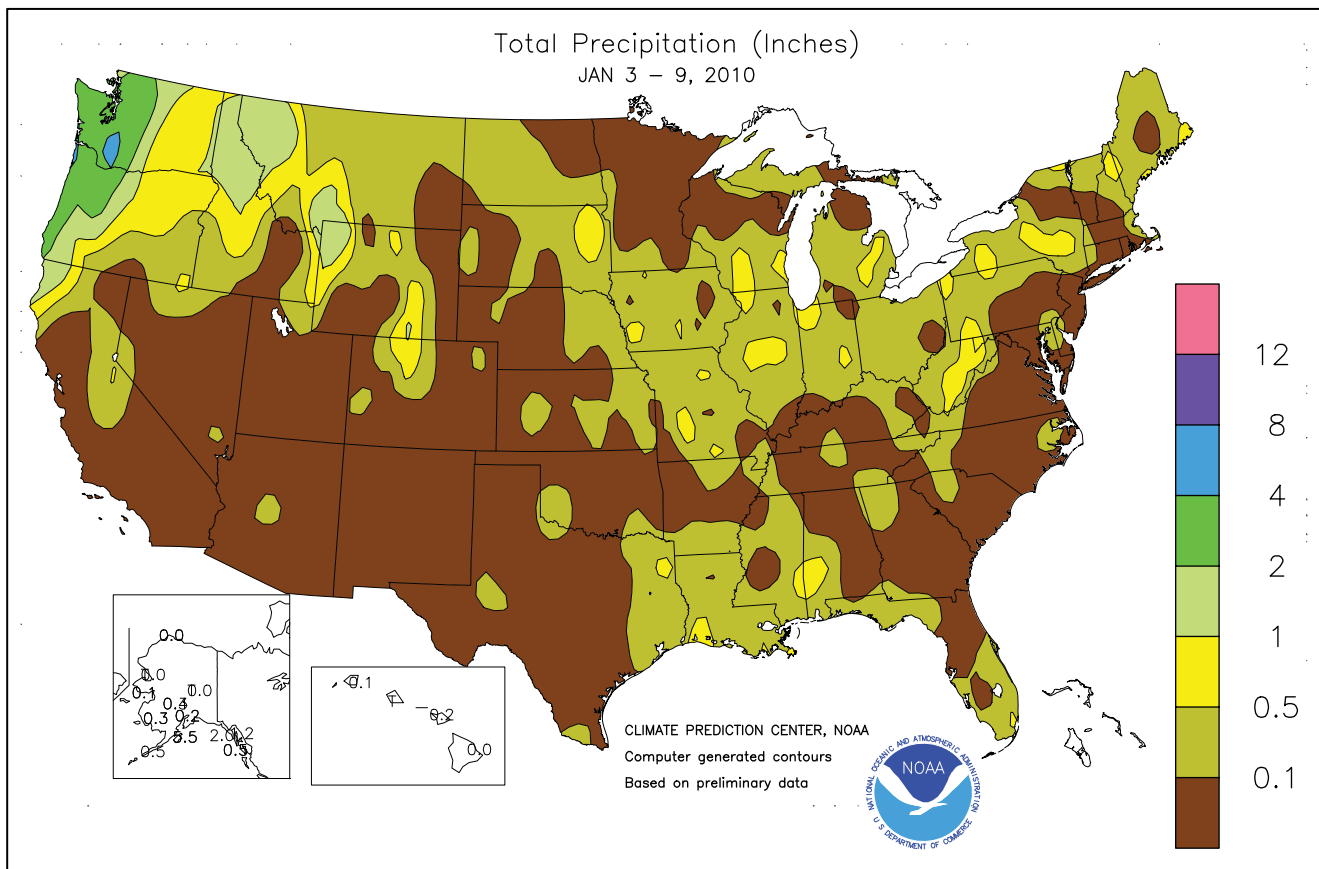 Total Precipitation (Inches)
JAN 3 – 9, 2010
12
8
4
2
1
0.5
0.1
0.0
0.0
0.1
0.0
0.3
0.3
0.2
5.5
2.0
1.2
0.5
0.5
0.1
T
0.2
0.0
CLIMATE PREDICTION CENTER, NOAA
Computer generated contours
Based on preliminary data
NATIONAL OCEANIC AND ATMOSPHERIC ADMINISTRATION
NOAA
U S DEPARTMENT OF COMMERCE